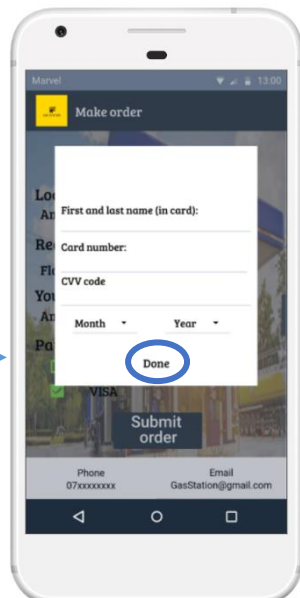 Marvel 13:00
Make order
First and last name (in card):
Card number:
CVV code
Month Year
Done
VISA
Submit
order
Phone Email
07xxxxxxxx GasStation@gmail.com